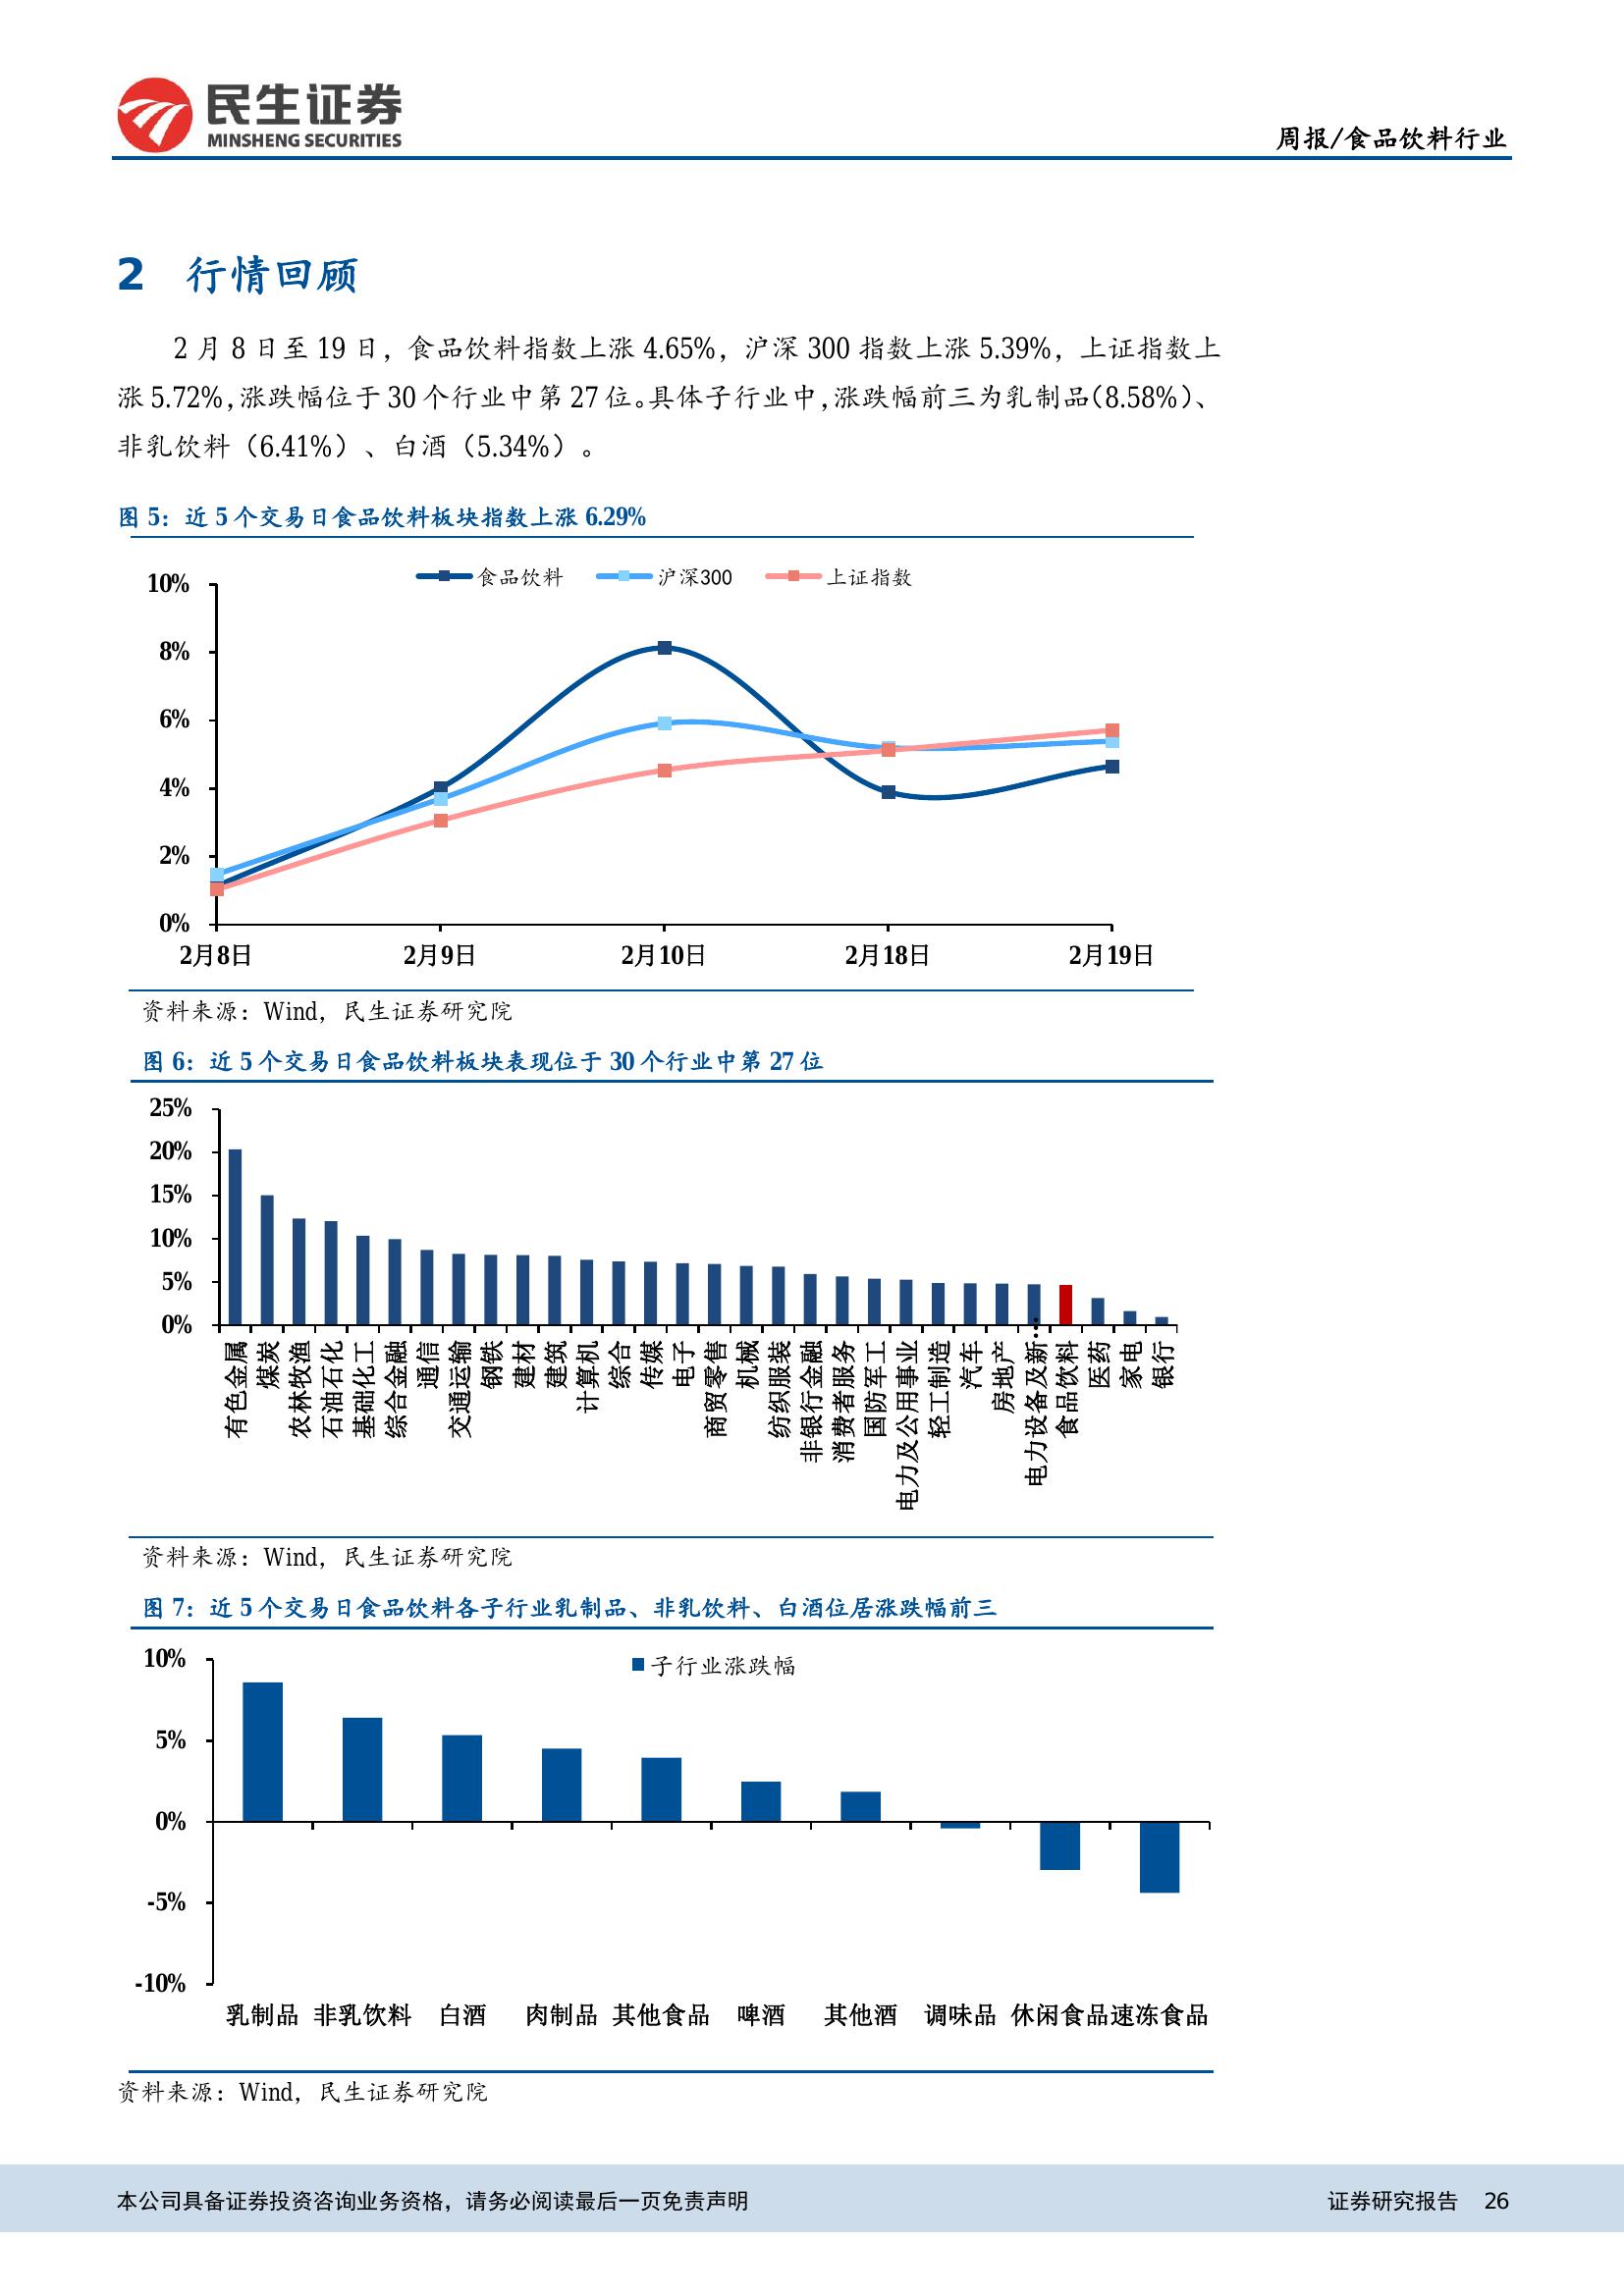 民生证券
MINSHENG SECURITIES
周报/食品饮料行业
2 行情回顾
2 月 8 日至 19 日，食品饮料指数上涨 4.65%，沪深 300 指数上涨 5.39%，上证指数上
涨 5.72%，涨跌幅位于 30 个行业中第 27 位。具体子行业中，涨跌幅前三为乳制品（8.58%）、
非乳饮料（6.41%）、白酒（5.34%）。
图 5：近 5 个交易日食品饮料板块指数上涨 6.29%
食品饮料 沪深300 上证指数
10%
8%
6%
4%
2%
0%
2月8日 2月9日 2月10日 2月18日 2月19日
资料来源：Wind，民生证券研究院
图 6：近 5 个交易日食品饮料板块表现位于 30 个行业中第 27 位
25%
20%
15%
10%
5%
0%
有色金属
煤炭
农林牧渔
石油石化
基础化工
综合金融
通信
交通运输
钢铁
建材
建筑
计算机
综合
传媒
电子
商贸零售
机械
纺织服装
非银行金融
消费者服务
国防军工
电力及公用事业
轻工制造
汽车
房地产
电力设备及新…
食品饮料
医药
家电
银行
资料来源：Wind，民生证券研究院
图 7：近 5 个交易日食品饮料各子行业乳制品、非乳饮料、白酒位居涨跌幅前三
子行业涨跌幅
10%
5%
0%
-5%
-10%
乳制品 非乳饮料 白酒 肉制品 其他食品 啤酒 其他酒 调味品 休闲食品 速冻食品
资料来源：Wind，民生证券研究院
本公司具备证券投资咨询业务资格，请务必阅读最后一页免责声明 证券研究报告 26